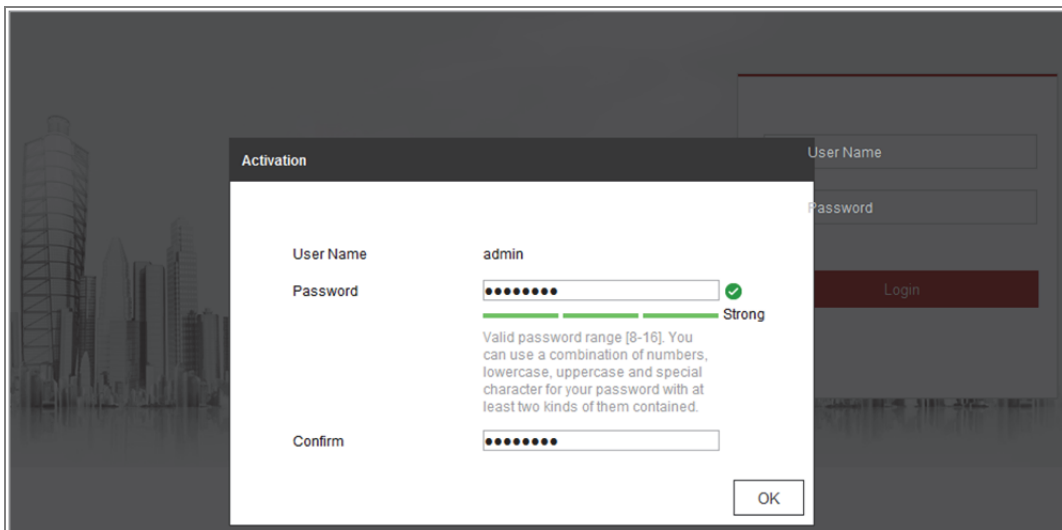 Activation
User Name
Password
Login
User Name admin
Password ●●●●●●●●
Strong
Valid password range [8-16]. You
can use a combination of numbers,
lowercase, uppercase and special
character for your password with at
least two kinds of them contained.
Confirm ●●●●●●●●
OK